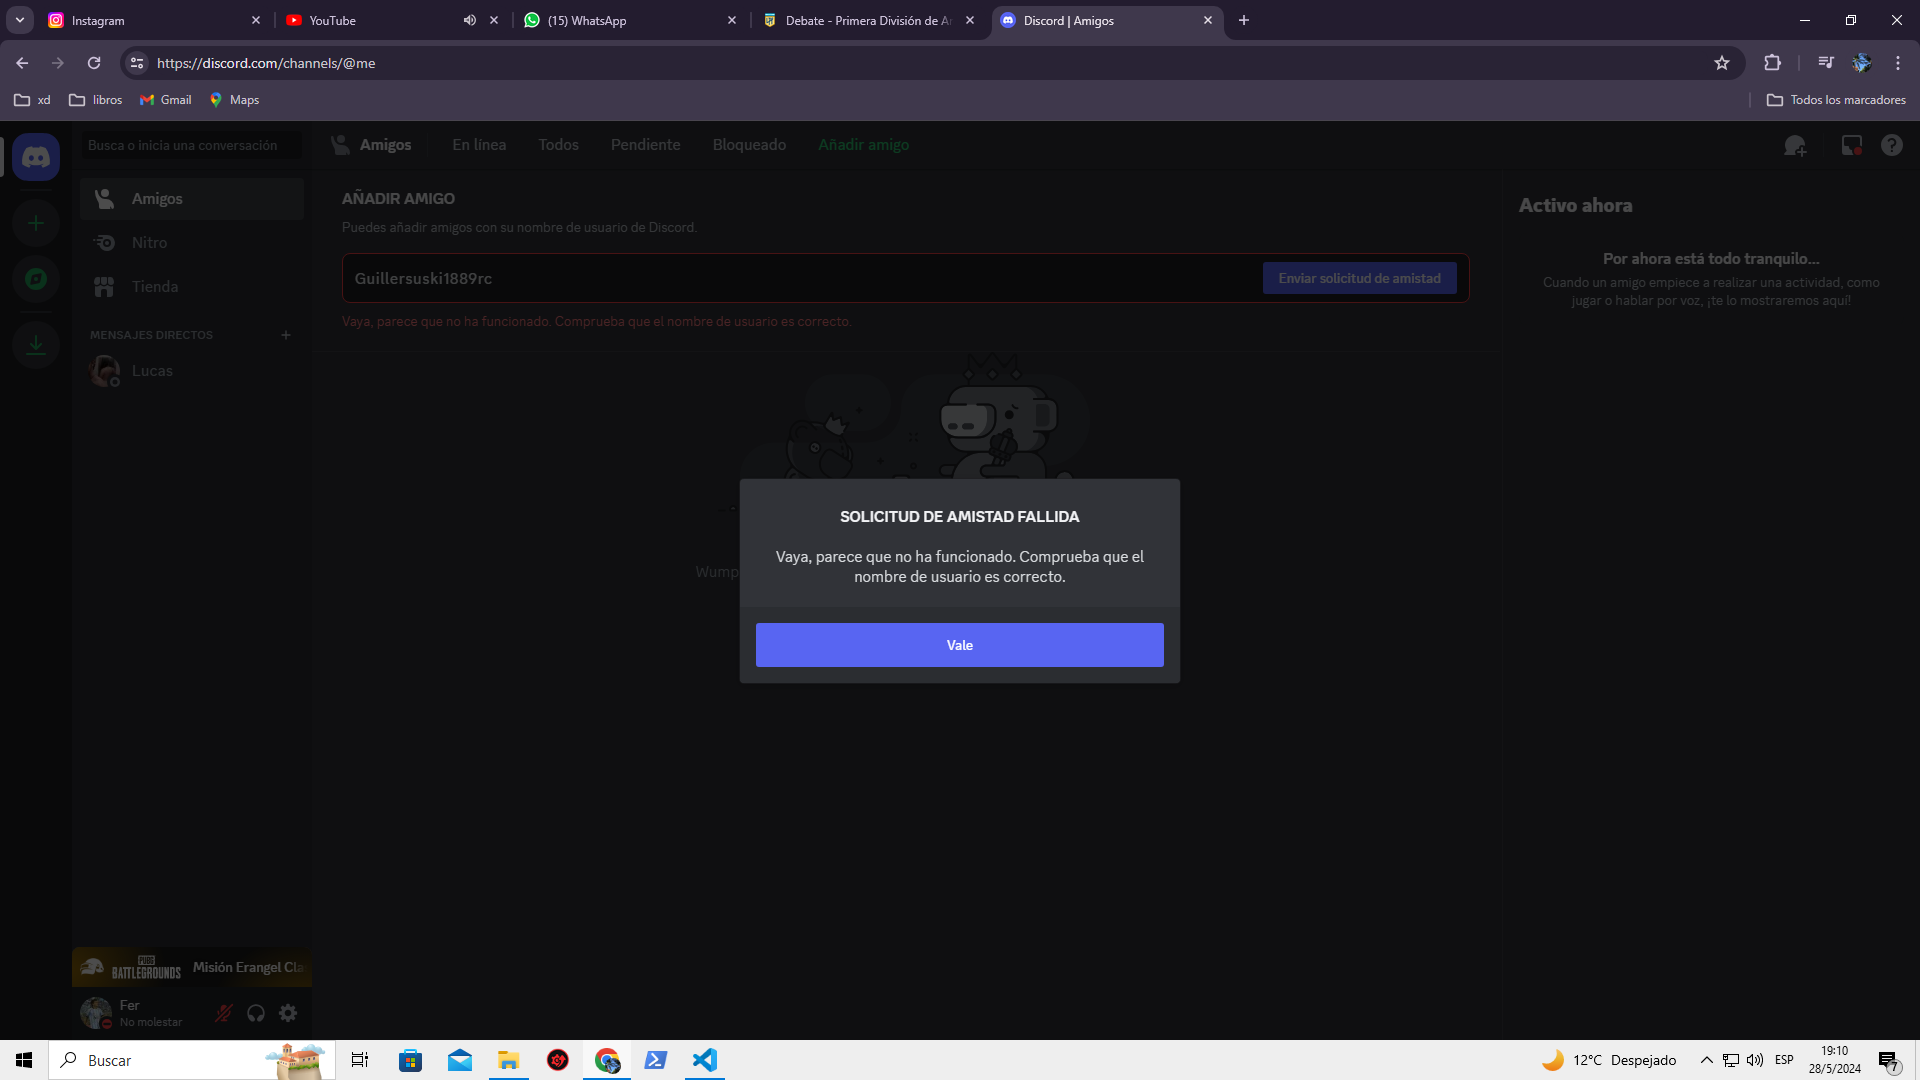 Instagram
YouTube
(15) WhatsApp
Debate - Primera División de Ar
Discord | Amigos
https://discord.com/channels/@me
xd
libros
Gmail
Maps
Todos los marcadores
Busca o inicia una conversación
Amigos
En línea
Todos
Pendiente
Bloqueado
Añadir amigo
Amigos
Nitro
Tienda
MENSAJES DIRECTOS
Lucas
AÑADIR AMIGO
Puedes añadir amigos con su nombre de usuario de Discord.
Guillersuski1889rc
Enviar solicitud de amistad
Vaya, parece que no ha funcionado. Comprueba que el nombre de usuario es correcto.
Activo ahora
Por ahora está todo tranquilo...
Cuando un amigo empiece a realizar una actividad, como
jugar o hablar por voz, ¡te lo mostraremos aquí!
Wump
SOLICITUD DE AMISTAD FALLIDA
Vaya, parece que no ha funcionado. Comprueba que el
nombre de usuario es correcto.
Vale
PUBG
BATTLEGROUNDS
Misión Erangel Cla
Fer
No molestar
Buscar
12°C Despejado
ESP
19:10
28/5/2024
7